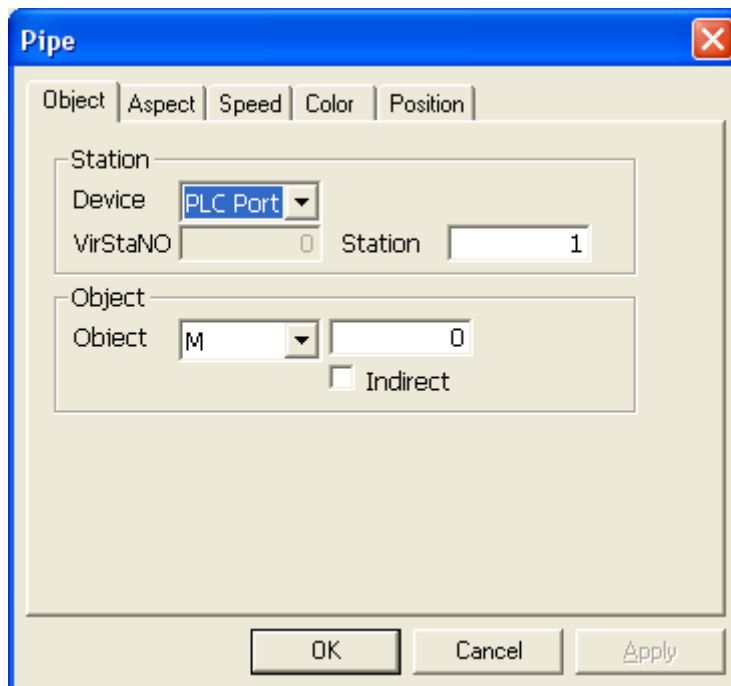 Pipe
Object Aspect Speed Color Position
Station
Device PLC Port
VirStaNO 0 Station 1
Object
Obiect M 0
Indirect
OK Cancel Apply